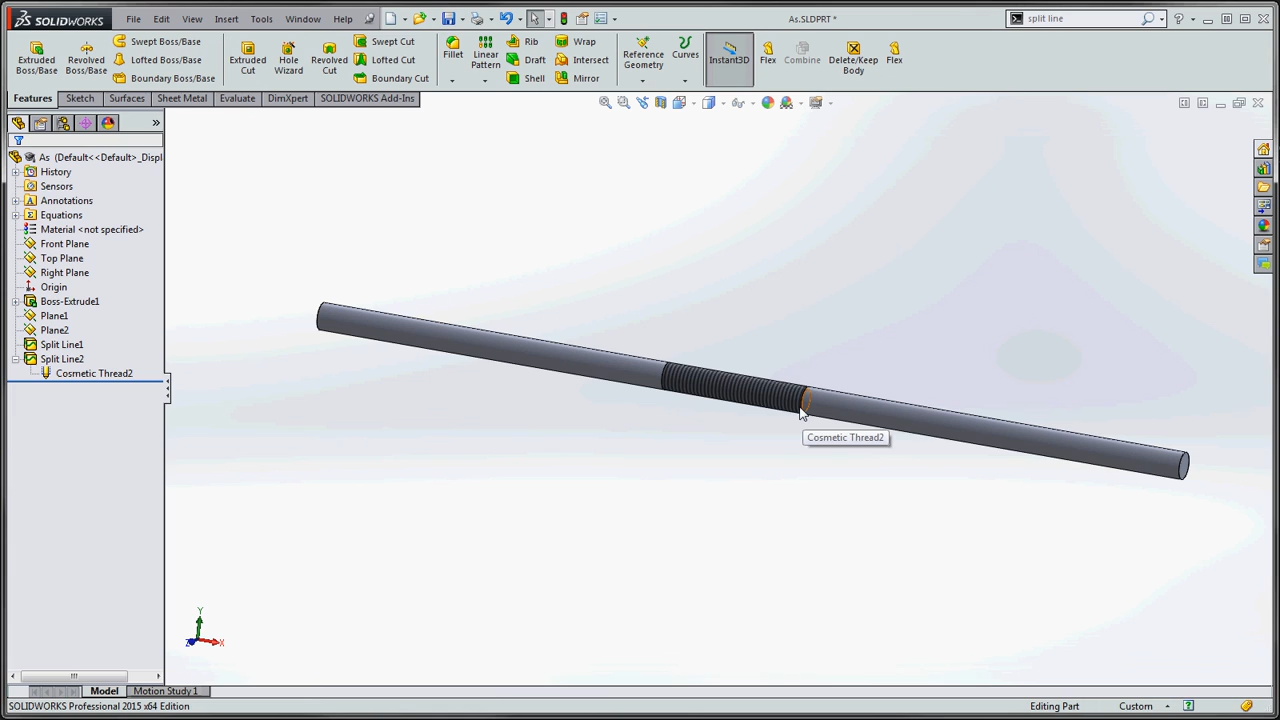 SOLIDWORKS File Edit View Insert Tools Window Help As.SLDPRT * split line
Extruded Boss/Base
Revolved Boss/Base
Swept Boss/Base
Lofted Boss/Base
Boundary Boss/Base
Extruded Cut
Hole Wizard
Revolved Cut
Swept Cut
Lofted Cut
Boundary Cut
Fillet
Linear Pattern
Rib
Draft
Shell
Wrap
Intersect
Mirror
Reference Geometry
Curves
Instant3D
Flex
Combine
Delete/Keep Body
Flex
Features Sketch Surfaces Sheet Metal Evaluate DimXpert SOLIDWORKS Add-Ins
As (Default<<Default>_Displ
History
Sensors
Annotations
Equations
Material <not specified>
Front Plane
Top Plane
Right Plane
Origin
Boss-Extrude1
Plane1
Plane2
Split Line1
Split Line2
Cosmetic Thread2
Cosmetic Thread2
Y
Z X
Model Motion Study 1
SOLIDWORKS Professional 2015 x64 Edition Editing Part Custom